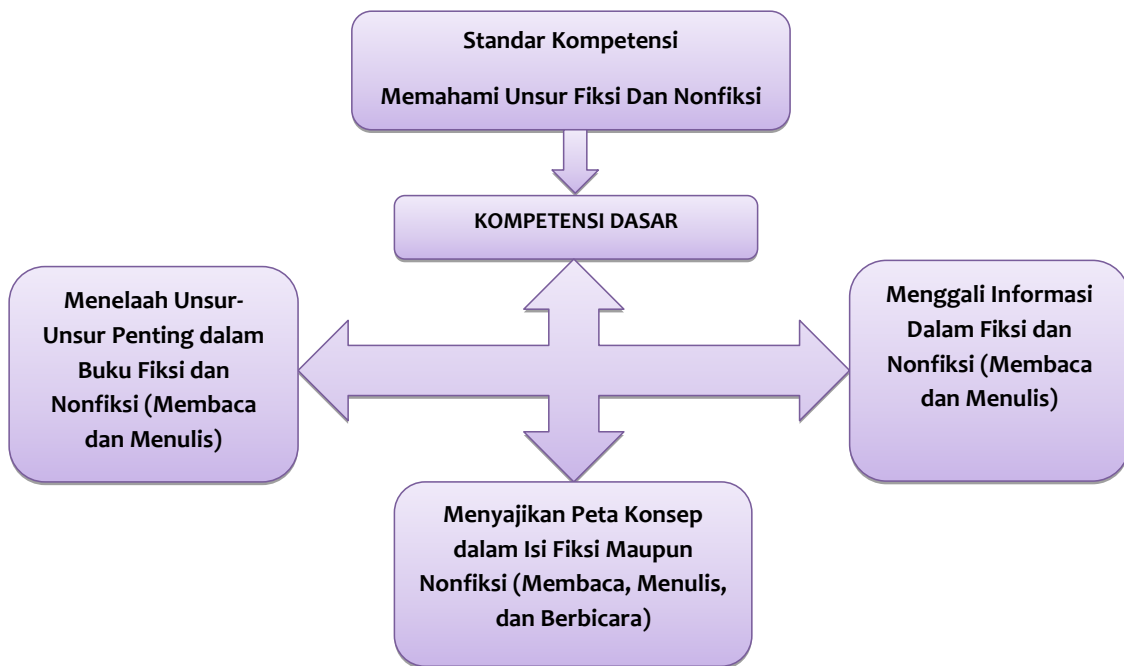 Standar Kompetensi
Memahami Unsur Fiksi Dan Nonfiksi
KOMPETENSI DASAR
Menelaah Unsur-
Unsur Penting dalam
Buku Fiksi dan
Nonfiksi (Membaca
dan Menulis)
Menggali Informasi
Dalam Fiksi dan
Nonfiksi (Membaca
dan Menulis)
Menyajikan Peta Konsep
dalam Isi Fiksi Maupun
Nonfiksi (Membaca, Menulis,
dan Berbicara)